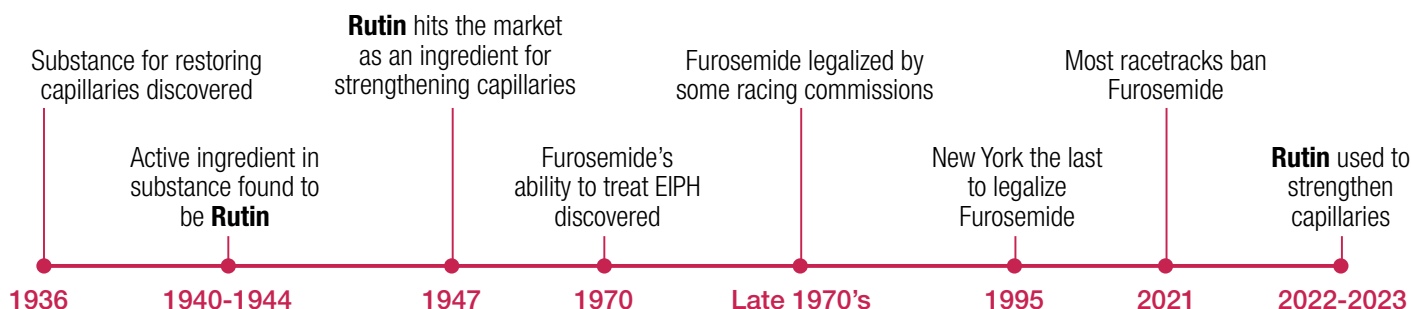 Substance for restoring
capillaries discovered
1936
Active ingredient in
substance found to
be Rutin
1940-1944
Rutin hits the market
as an ingredient for
strengthening capillaries
1947
Furosemide's
ability to treat EIPH
discovered
1970
Furosemide legalized by
some racing commissions
Late 1970's
New York the last
to legalize
Furosemide
1995
Most racetracks ban
Furosemide
2021
Rutin used to
strengthen
capillaries
2022-2023